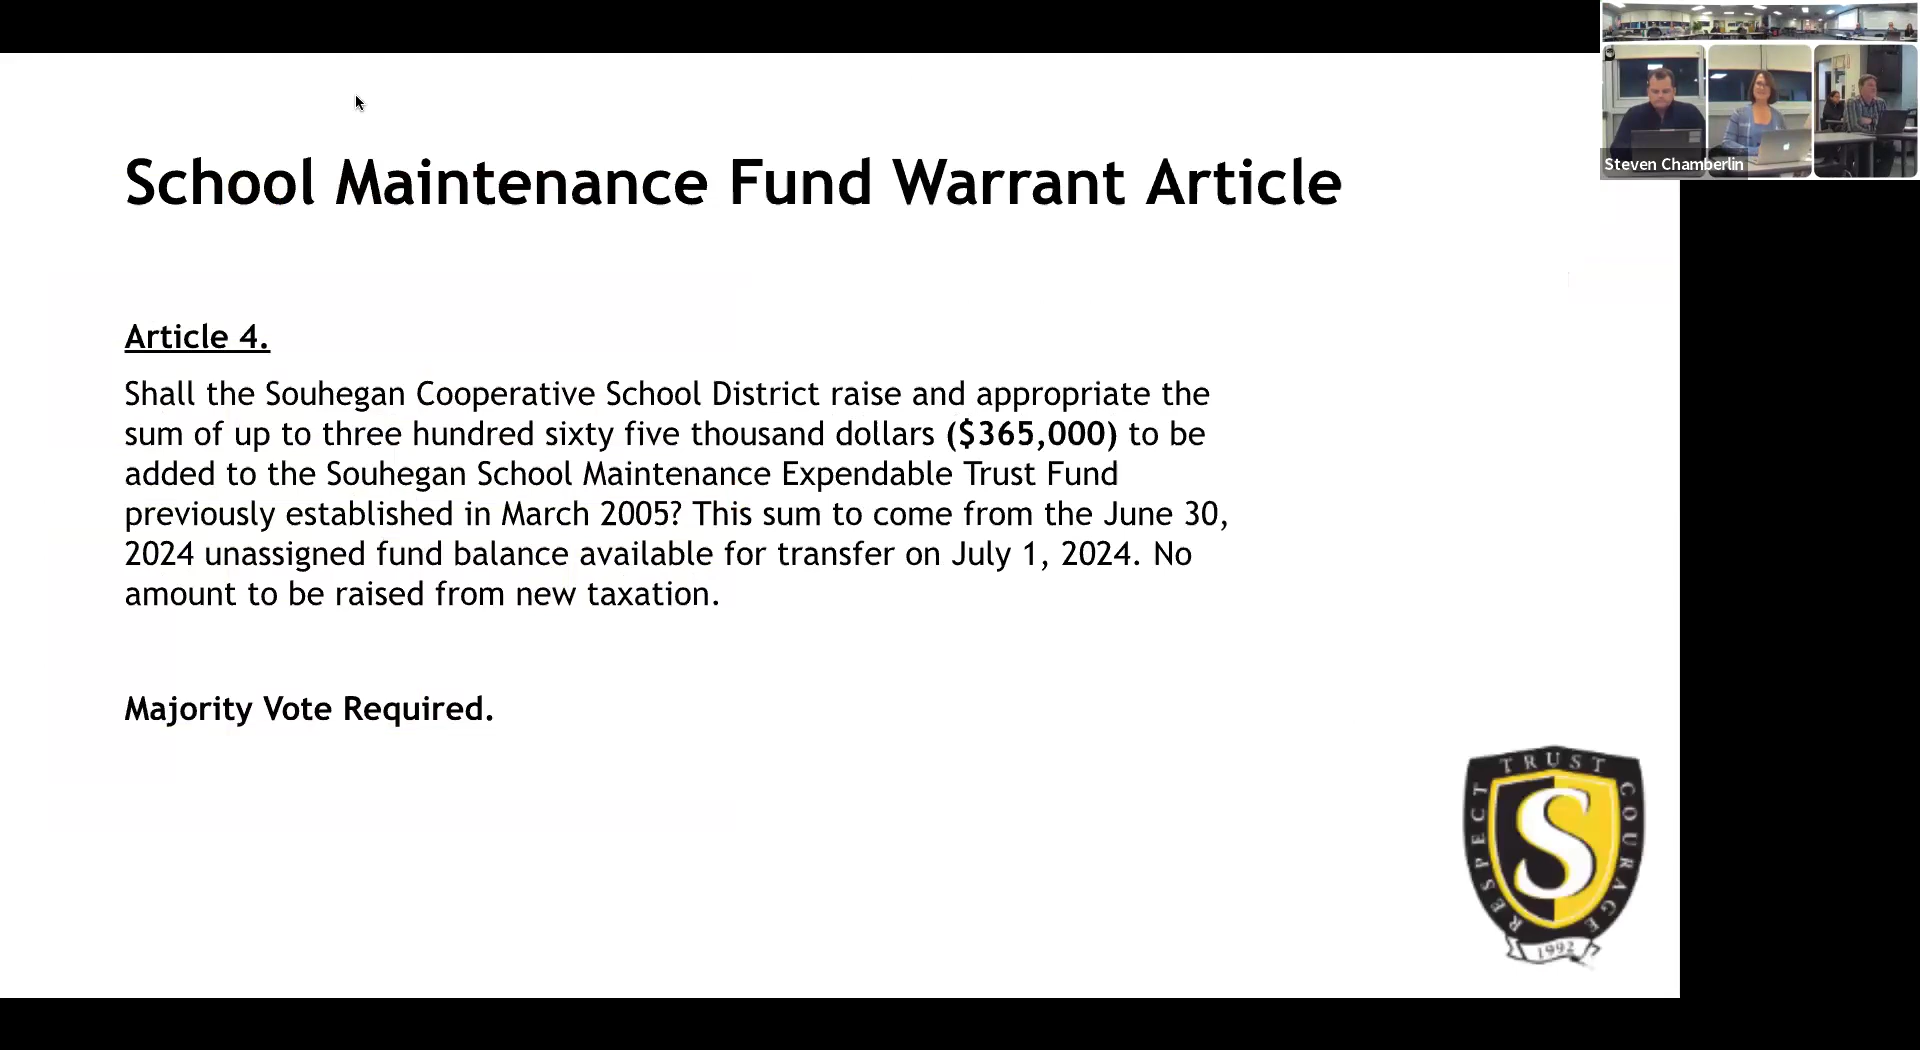 School Maintenance Fund Warrant Article
Steven Chamberlin
Article 4.
Shall the Souhegan Cooperative School District raise and appropriate the
sum of up to three hundred sixty five thousand dollars ($365,000) to be
added to the Souhegan School Maintenance Expendable Trust Fund
previously established in March 2005? This sum to come from the June 30,
2024 unassigned fund balance available for transfer on July 1, 2024. No
amount to be raised from new taxation.
Majority Vote Required.
RESPECT TRUST COURAGE
S
1992